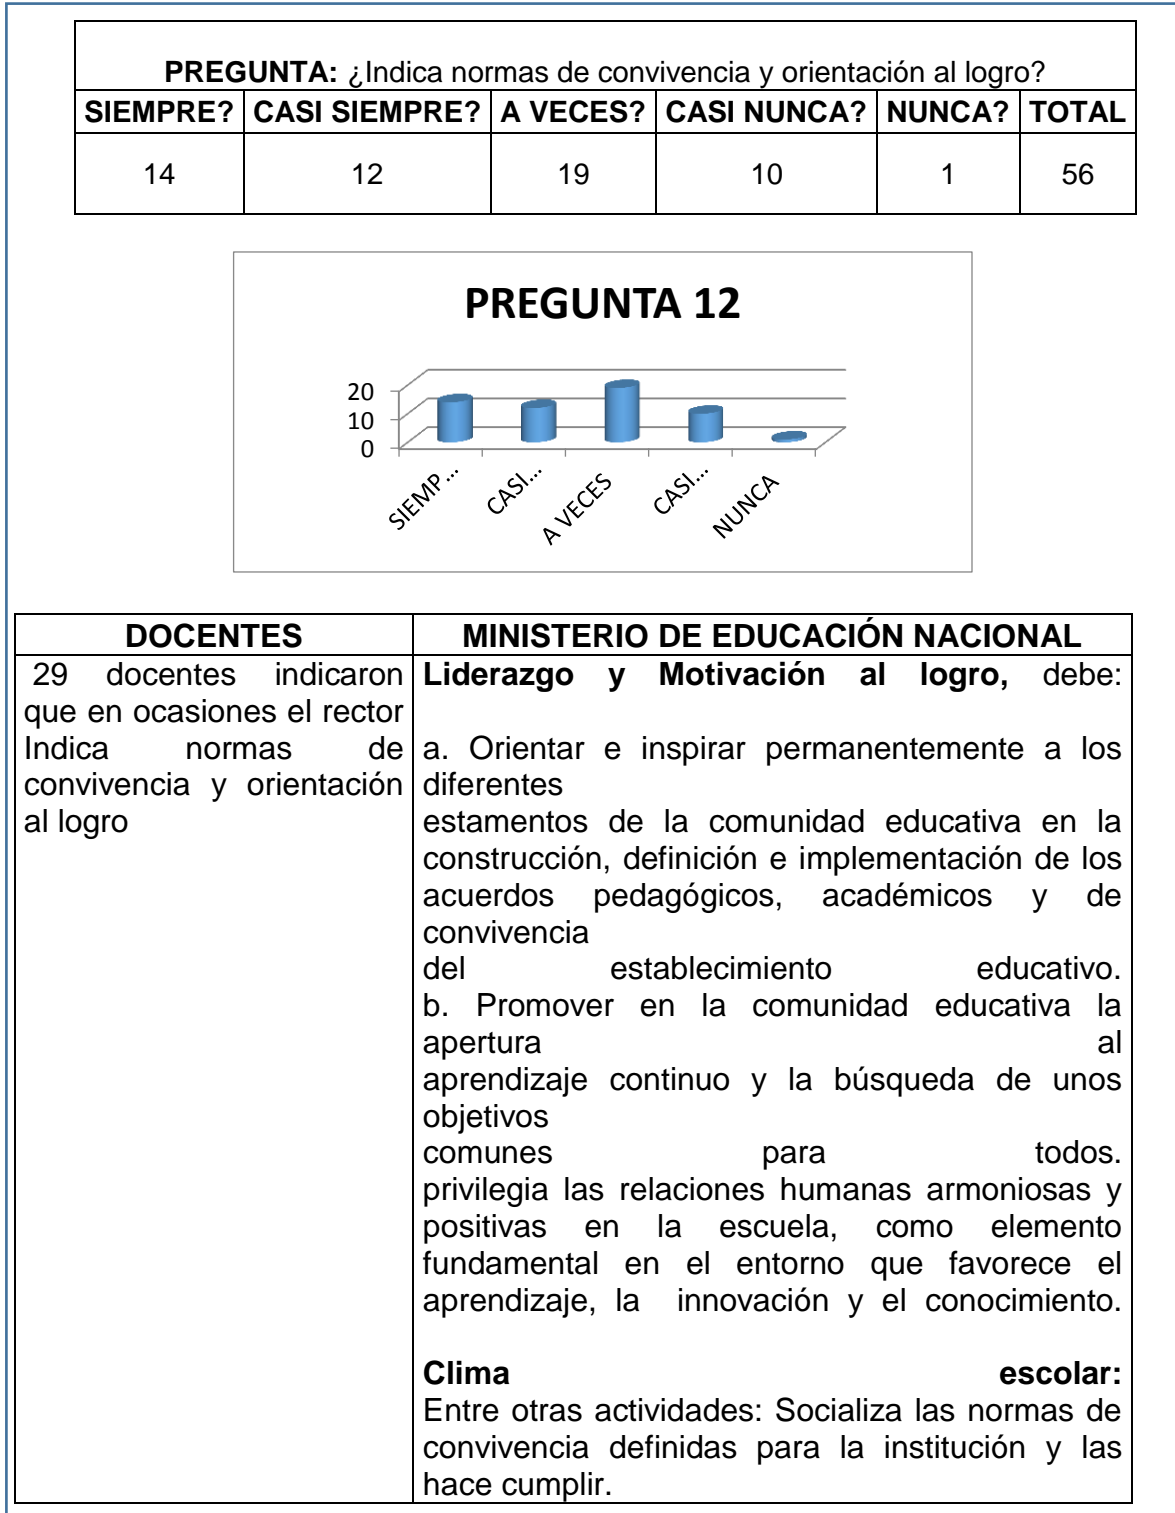 PREGUNTA: ¿Indica normas de convivencia y orientación al logro?
SIEMPRE? CASI SIEMPRE? A VECES? CASI NUNCA? NUNCA? TOTAL
14 12 19 10 1 56
PREGUNTA 12
20
10
0
SIEMP... CASI... A VECES CASI... NUNCA
DOCENTES
29 docentes indicaron
que en ocasiones el rector
Indica normas de
convivencia y orientación
al logro
MINISTERIO DE EDUCACIÓN NACIONAL
Liderazgo y Motivación al logro, debe:
a. Orientar e inspirar permanentemente a los
diferentes
estamentos de la comunidad educativa en la
construcción, definición e implementación de los
acuerdos pedagógicos, académicos y de
convivencia
del establecimiento educativo.
b. Promover en la comunidad educativa la
apertura al
aprendizaje continuo y la búsqueda de unos
objetivos
comunes para todos.
privilegia las relaciones humanas armoniosas y
positivas en la escuela, como elemento
fundamental en el entorno que favorece el
aprendizaje, la innovación y el conocimiento.
Clima escolar:
Entre otras actividades: Socializa las normas de
convivencia definidas para la institución y las
hace cumplir.